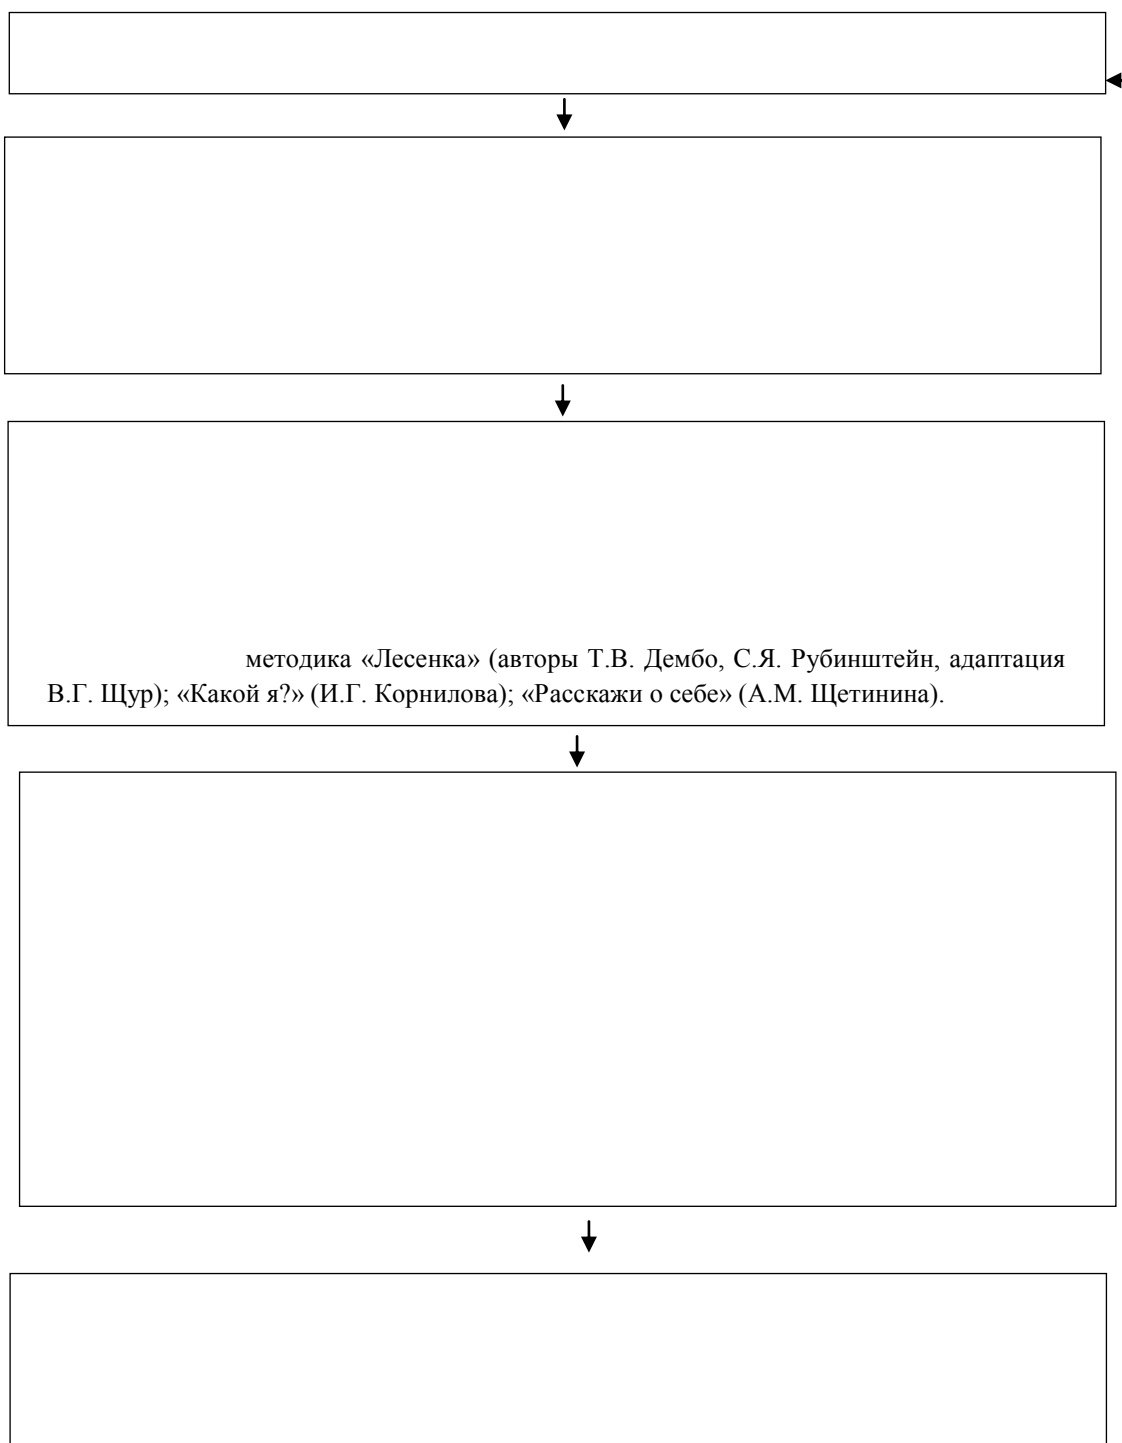 методика «Лесенка» (авторы Т.В. Дембо, С.Я. Рубинштейн, адаптация
В.Г. Щур); «Какой я?» (И.Г. Корнилова); «Расскажи о себе» (А.М. Щетинина).